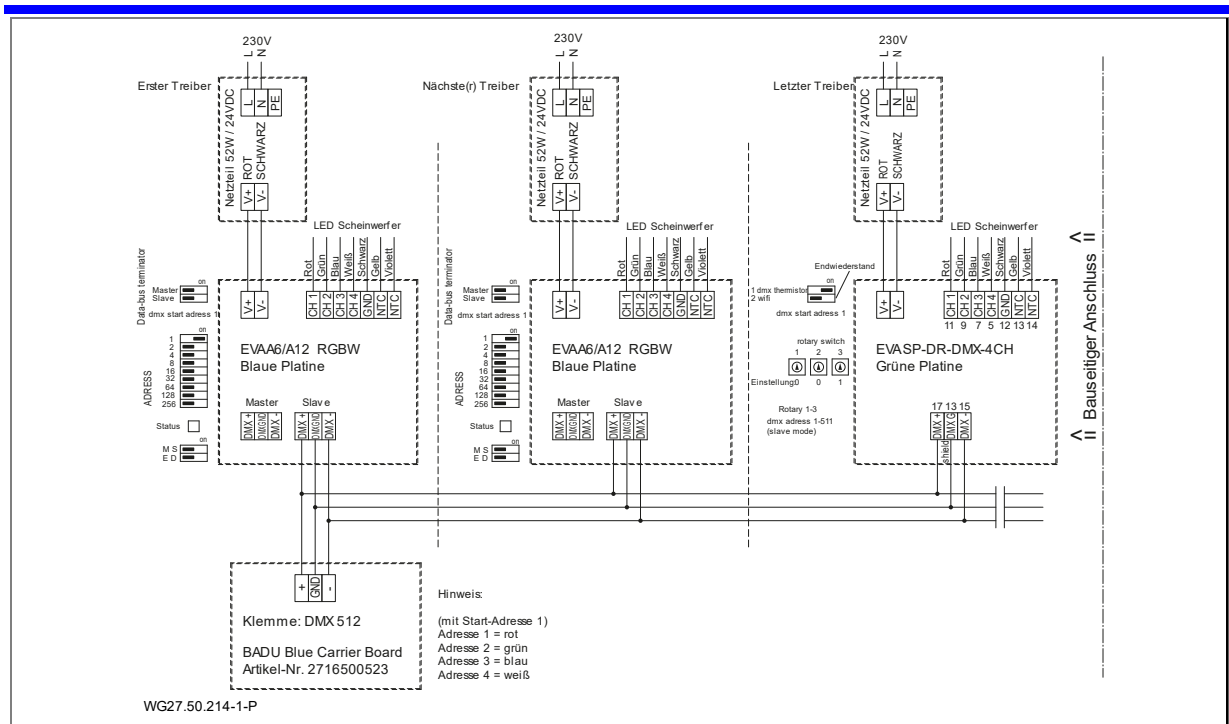 230V
L
N
Erster Treiber
Netzteil 52W / 24VDC
L
N
PE
ROT
SCHWARZ
V+
V-
LED Scheinwerfer
Rot
Grün
Blau
Weiß
Schwarz
Gelb
Violett
Data-bus terminator
on
Master
Slave
dmx start adress 1
V+
V-
CH 1
CH 2
CH 3
CH 4
GND
NTC
NTC
on
ADRESS
1
2
4
8
16
32
64
128
256
EVAA6/A12 RGBW
Blaue Platine
Master
Slave
DMX +
DMXGND
DMX -
DMX +
DMXGND
DMX -
Status
on
M S
E D
230V
L
N
Nächste(r) Treiber
Netzteil 52W / 24VDC
L
N
PE
ROT
SCHWARZ
V+
V-
LED Scheinwerfer
Rot
Grün
Blau
Weiß
Schwarz
Gelb
Violett
Data-bus terminator
on
Master
Slave
dmx start adress 1
V+
V-
CH 1
CH 2
CH 3
CH 4
GND
NTC
NTC
on
ADRESS
1
2
4
8
16
32
64
128
256
EVAA6/A12 RGBW
Blaue Platine
Master
Slave
DMX +
DMXGND
DMX -
DMX +
DMXGND
DMX -
Status
on
M S
E D
230V
L
N
Letzter Treiber
Netzteil 52W / 24VDC
L
N
PE
ROT
SCHWARZ
V+
V-
LED Scheinwerfer
Rot
Grün
Blau
Weiß
Schwarz
Gelb
Violett
Endwiederstand
on
1 dmx thermistor
2 wifi
dmx start adress 1
V+
V-
CH 1
CH 2
CH 3
CH 4
GND
NTC
NTC
11 9 7 5 12 13 14
rotary switch
1 2 3
Einstellung:0 0 1
EVASP-DR-DMX-4CH
Grüne Platine
Rotary 1-3
dmx adress 1-511
(slave mode)
17 13 15
DMX +
DMX G
DMX -
shield
<= Bauseitiger Anschluss =>
+
GND
-
Klemme: DMX 512
BADU Blue Carrier Board
Artikel-Nr. 2716500523
Hinweis:
(mit Start-Adresse 1)
Adresse 1 = rot
Adresse 2 = grün
Adresse 3 = blau
Adresse 4 = weiß
WG27.50.214-1-P